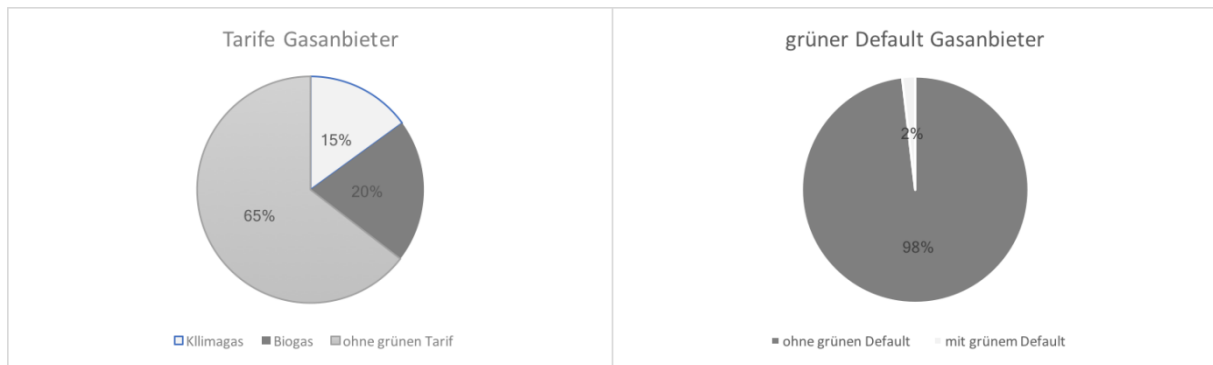 Tarife Gasanbieter
15%
20%
65%
Kllimagas Biogas ohne grünen Tarif
grüner Default Gasanbieter
2%
98%
ohne grünen Default mit grünem Default